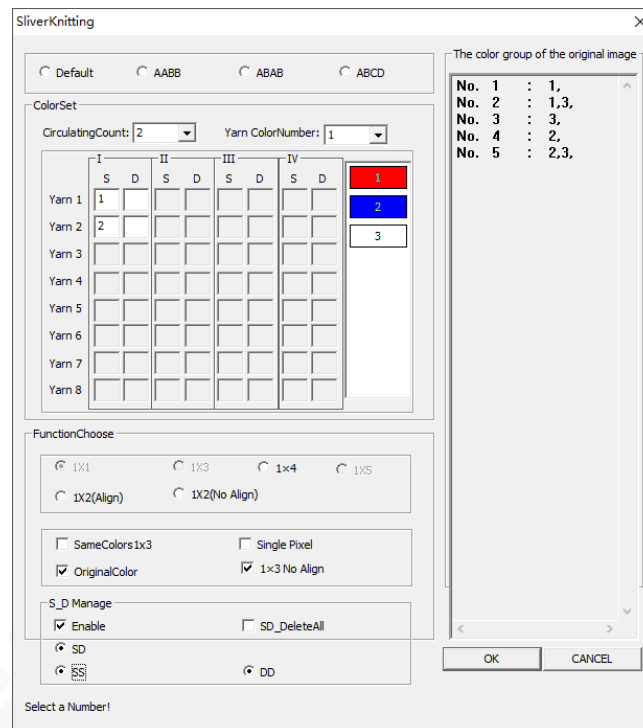 SliverKnitting
Default AABB ABAB ABCD
ColorSet
CirculatingCount: 2 Yarn ColorNumber: 1
I II III IV
S D S D S D S D
Yarn 1 1
Yarn 2 2
Yarn 3
Yarn 4
Yarn 5
Yarn 6
Yarn 7
Yarn 8
1
2
3
FunctionChoose
1X1 1X3 1×4 1X5
1X2(Align) 1X2(No Align)
SameColors1x3 Single Pixel
OriginalColor 1×3 No Align
S_D Manage
Enable SD_DeleteAll
SD
SS DD
Select a Number!
The color group of the original image
No. 1 : 1,
No. 2 : 1,3,
No. 3 : 3,
No. 4 : 2,
No. 5 : 2,3,
OK CANCEL